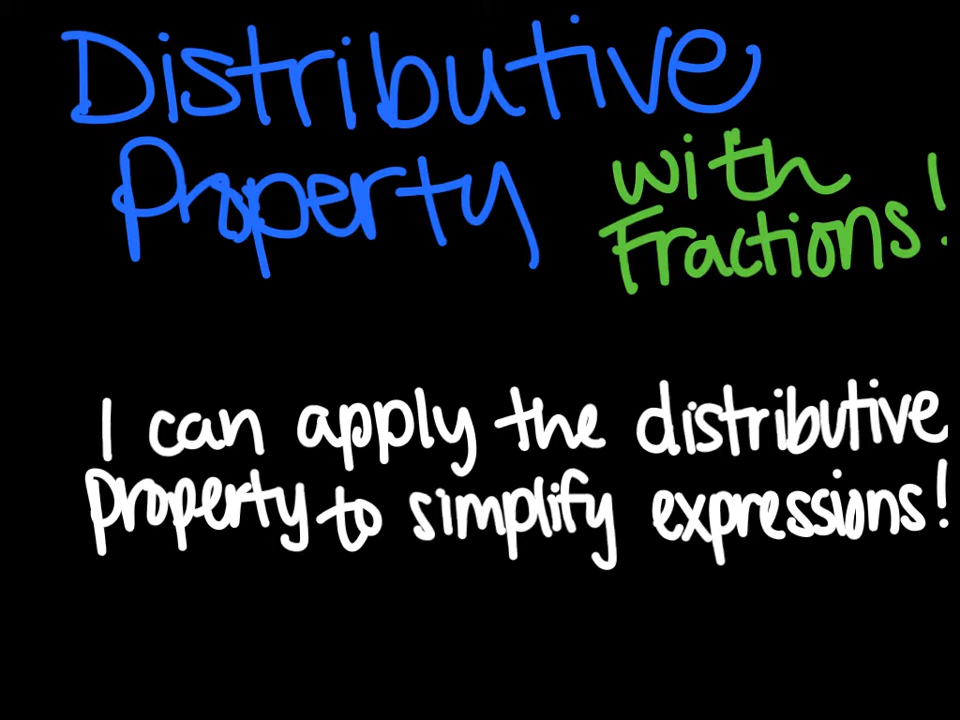 Distributive
Property with
Fractions!
I can apply the distributive
property to simplify expressions!